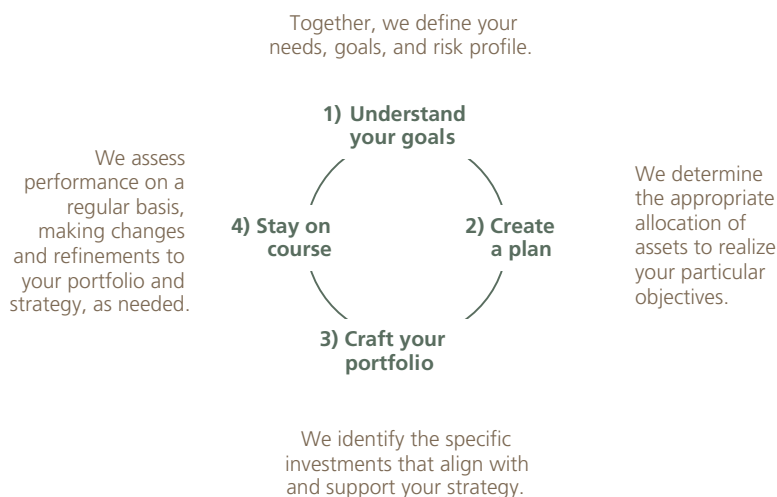 Together, we define your
needs, goals, and risk profile.
1) Understand
your goals
We determine
the appropriate
allocation of
assets to realize
your particular
objectives.
2) Create
a plan
3) Craft your
portfolio
We identify the specific
investments that align with
and support your strategy.
4) Stay on
course
We assess
performance on a
regular basis,
making changes
and refinements to
your portfolio and
strategy, as needed.